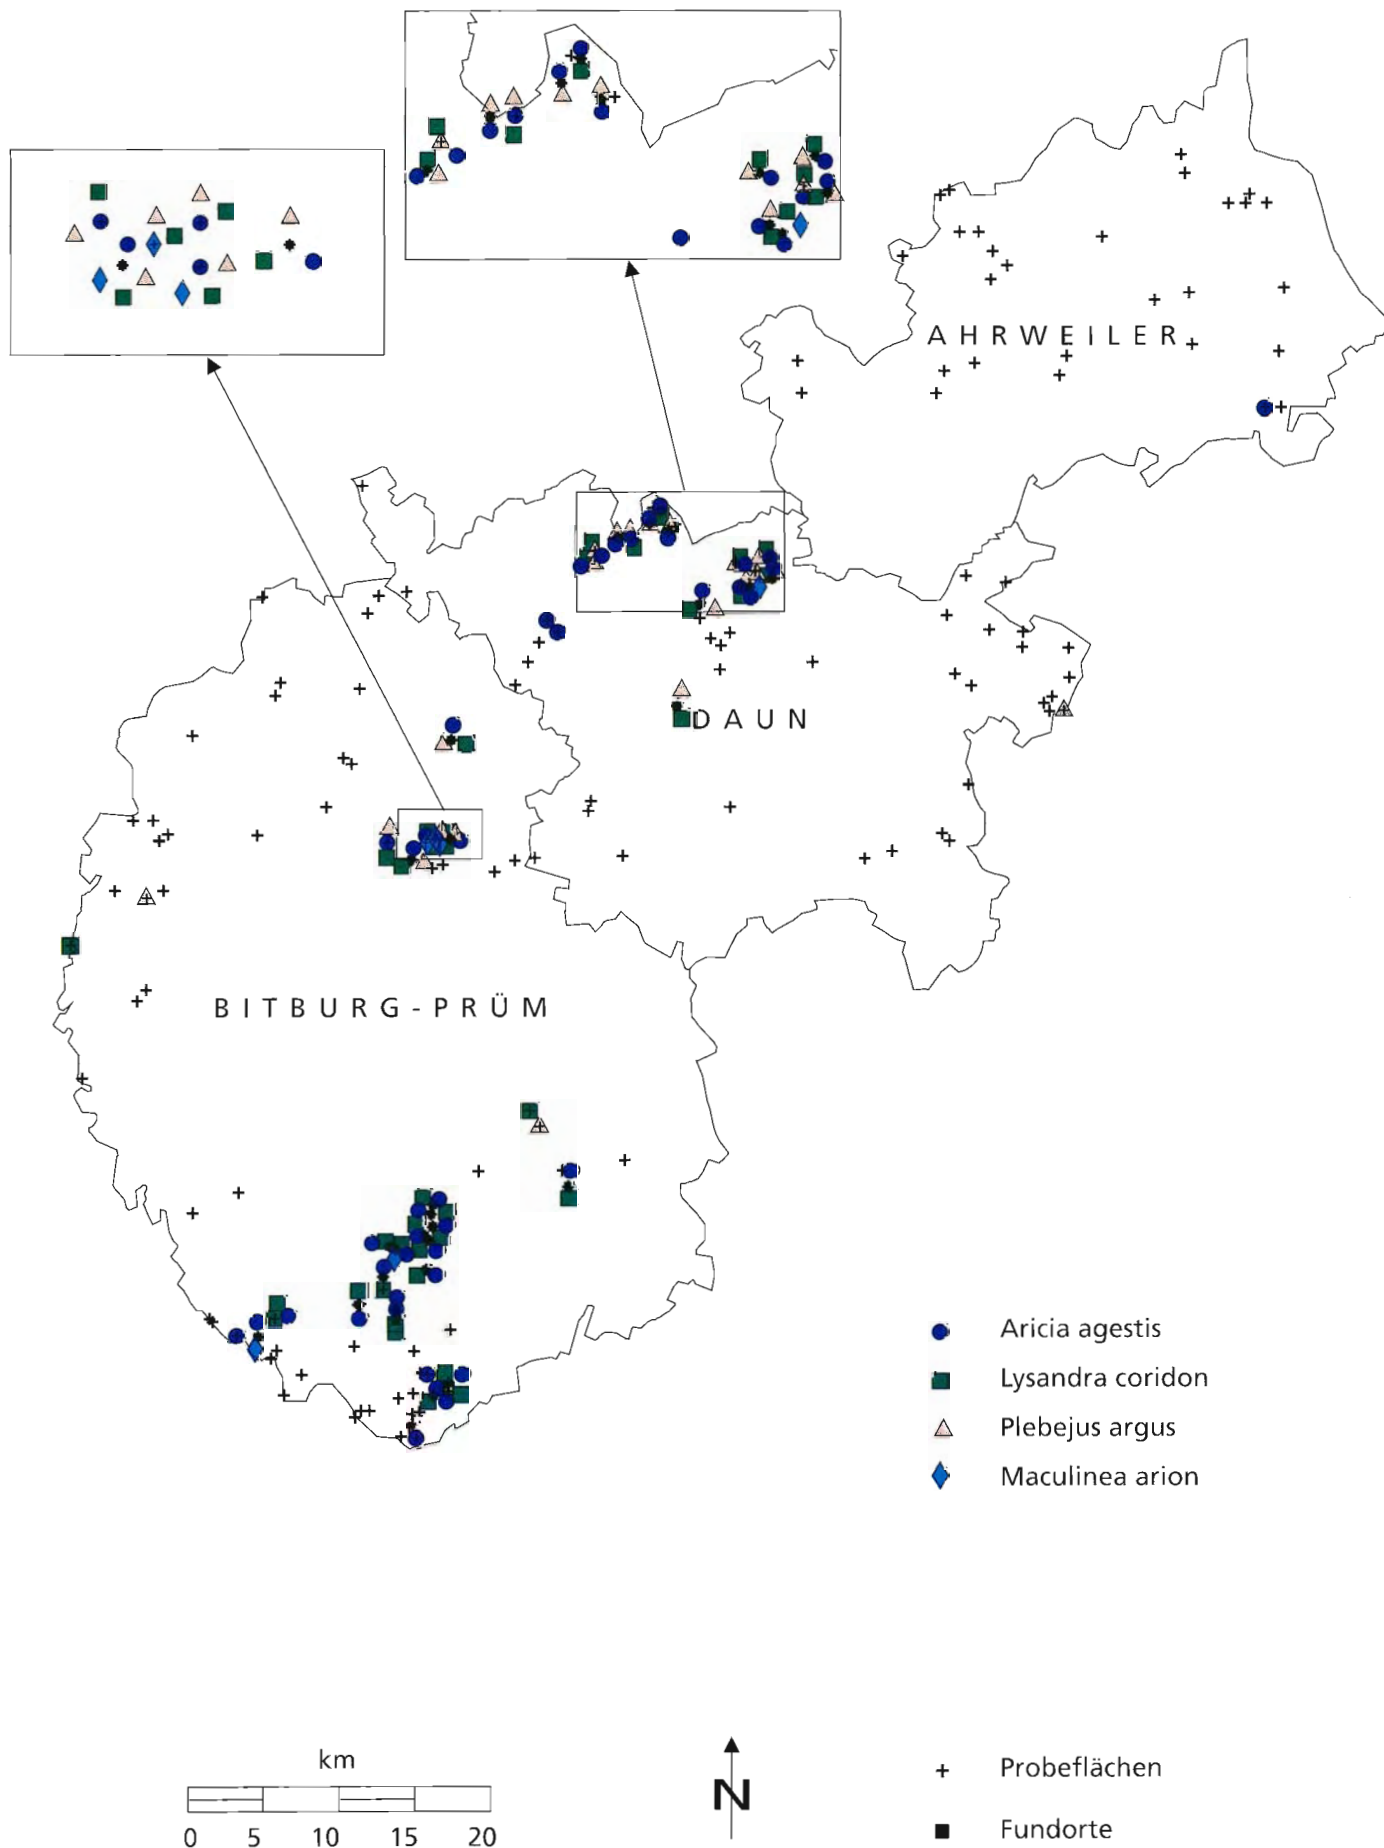 AHRWEILER
DAUN
BITBURG-PRÜM
Aricia agestis
Lysandra coridon
Plebejus argus
Maculinea arion
km
0 5 10 15 20
N
Probeflächen
Fundorte